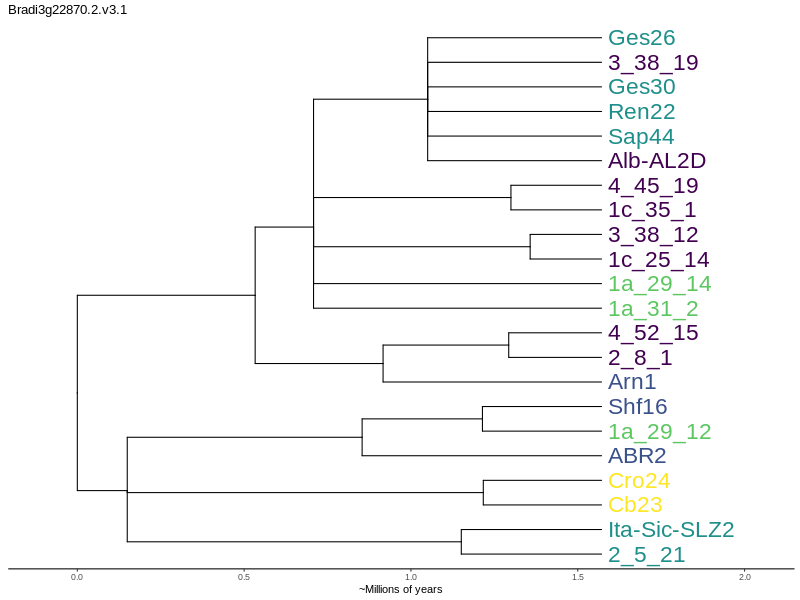 Bradi3g22870.2.v3.1
Ges26
3_38_19
Ges30
Ren22
Sap44
Alb-AL2D
4_45_19
1c_35_1
3_38_12
1c_25_14
1a_29_14
1a_31_2
4_52_15
2_8_1
Arn1
Shf16
1a_29_12
ABR2
Cro24
Cb23
Ita-Sic-SLZ2
2_5_21
0.0 0.5 1.0 1.5 2.0
~Millions of years